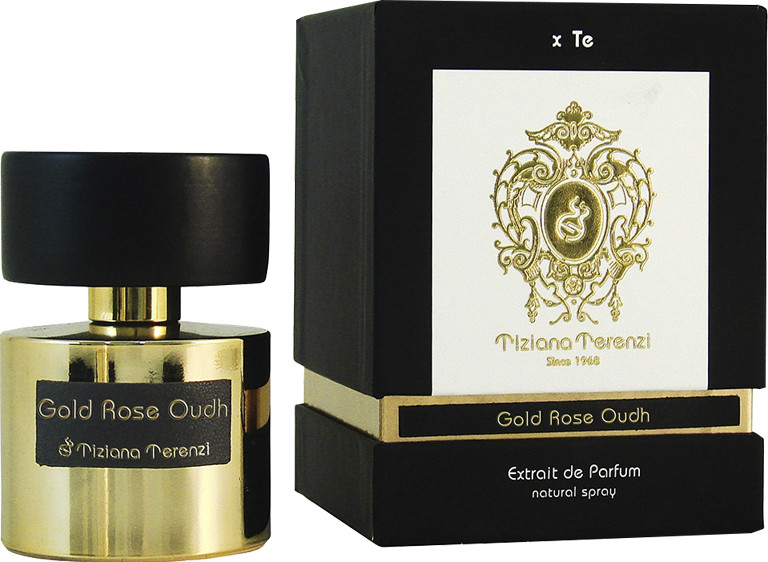 Gold Rose Oudh
Tiziana Terenzi
x Te
Tiziana Terenzi
Since 1968
Gold Rose Oudh
Extrait de Parfum
natural spray